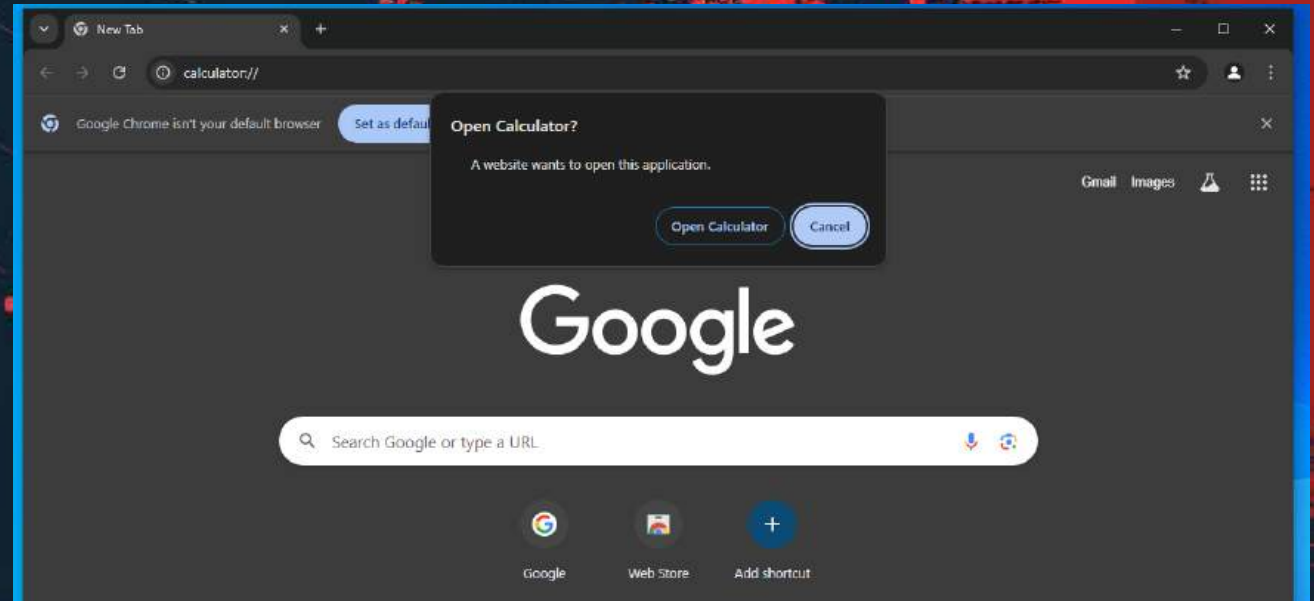 New Tab
calculator://
Google Chrome isn't your default browser
Set as defaul
Open Calculator?
A website wants to open this application.
Open Calculator
Cancel
Gmail Images
Google
Search Google or type a URL
Google Web Store Add shortcut